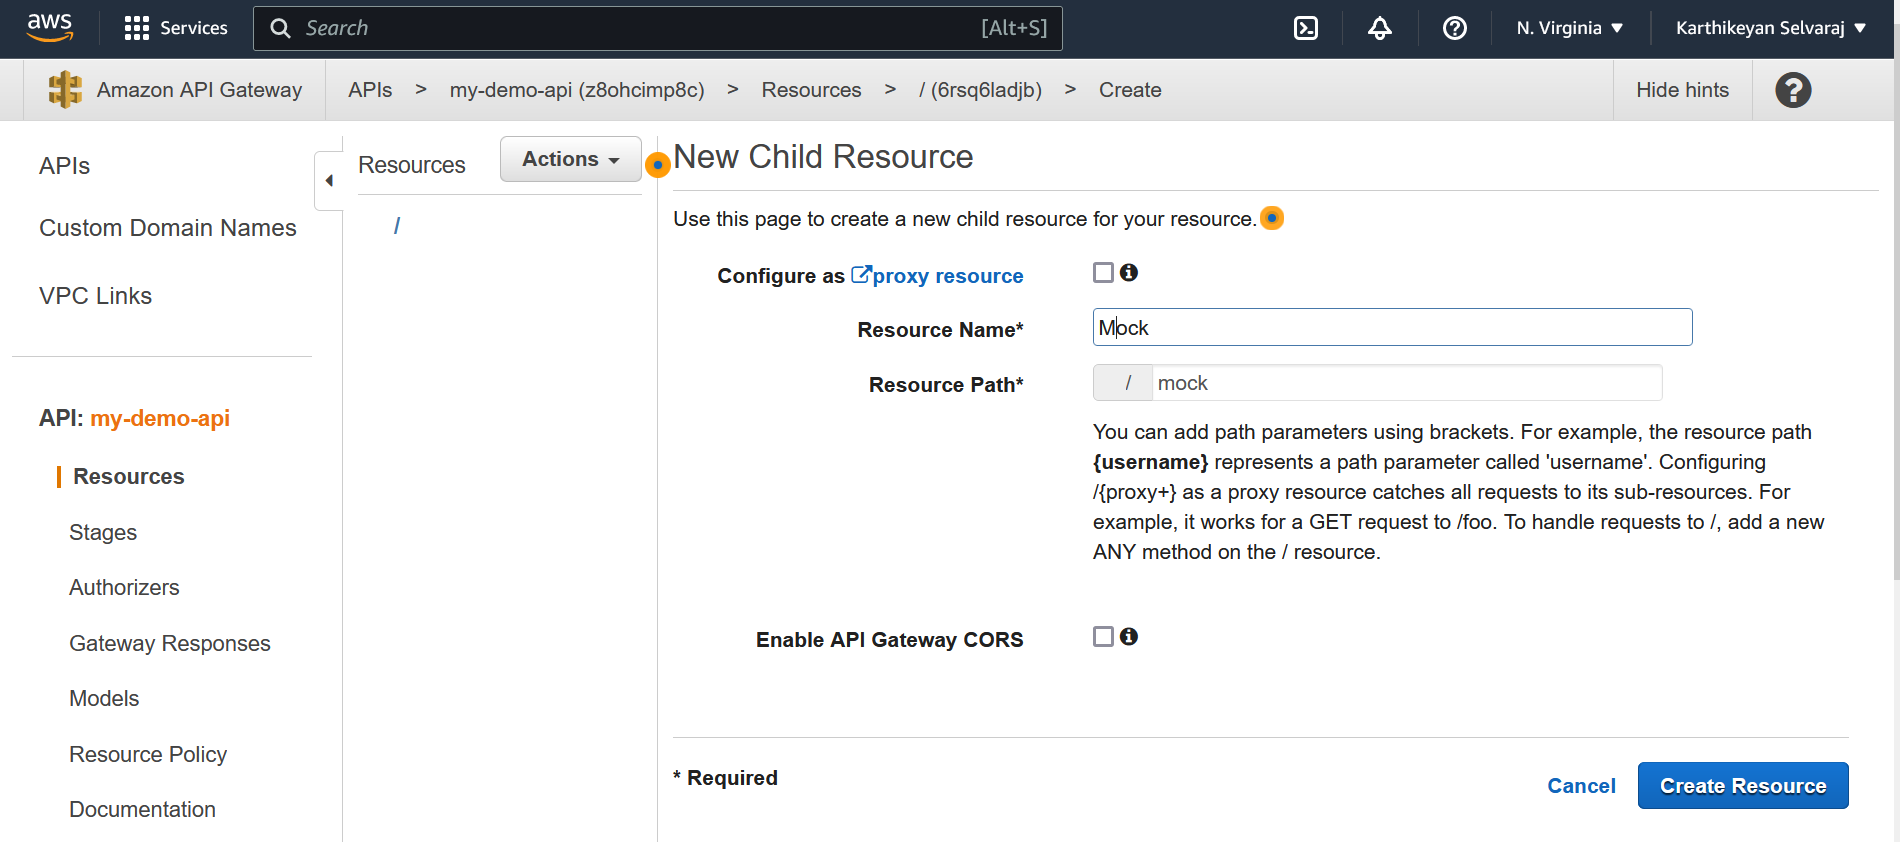 aws
Services
Search [Alt+S]
N. Virginia
Karthikeyan Selvaraj
Amazon API Gateway
APIs > my-demo-api (z8ohcimp8c) > Resources > / (6rsq6ladjb) > Create
Hide hints
APIs
Custom Domain Names
VPC Links
API: my-demo-api
Resources
Stages
Authorizers
Gateway Responses
Models
Resource Policy
Documentation
Resources
Actions
/
New Child Resource
Use this page to create a new child resource for your resource.
Configure as proxy resource
Resource Name* Mock
Resource Path* / mock
You can add path parameters using brackets. For example, the resource path
{username} represents a path parameter called 'username'. Configuring
/{proxy+} as a proxy resource catches all requests to its sub-resources. For
example, it works for a GET request to /foo. To handle requests to /, add a new
ANY method on the / resource.
Enable API Gateway CORS
* Required
Cancel
Create Resource